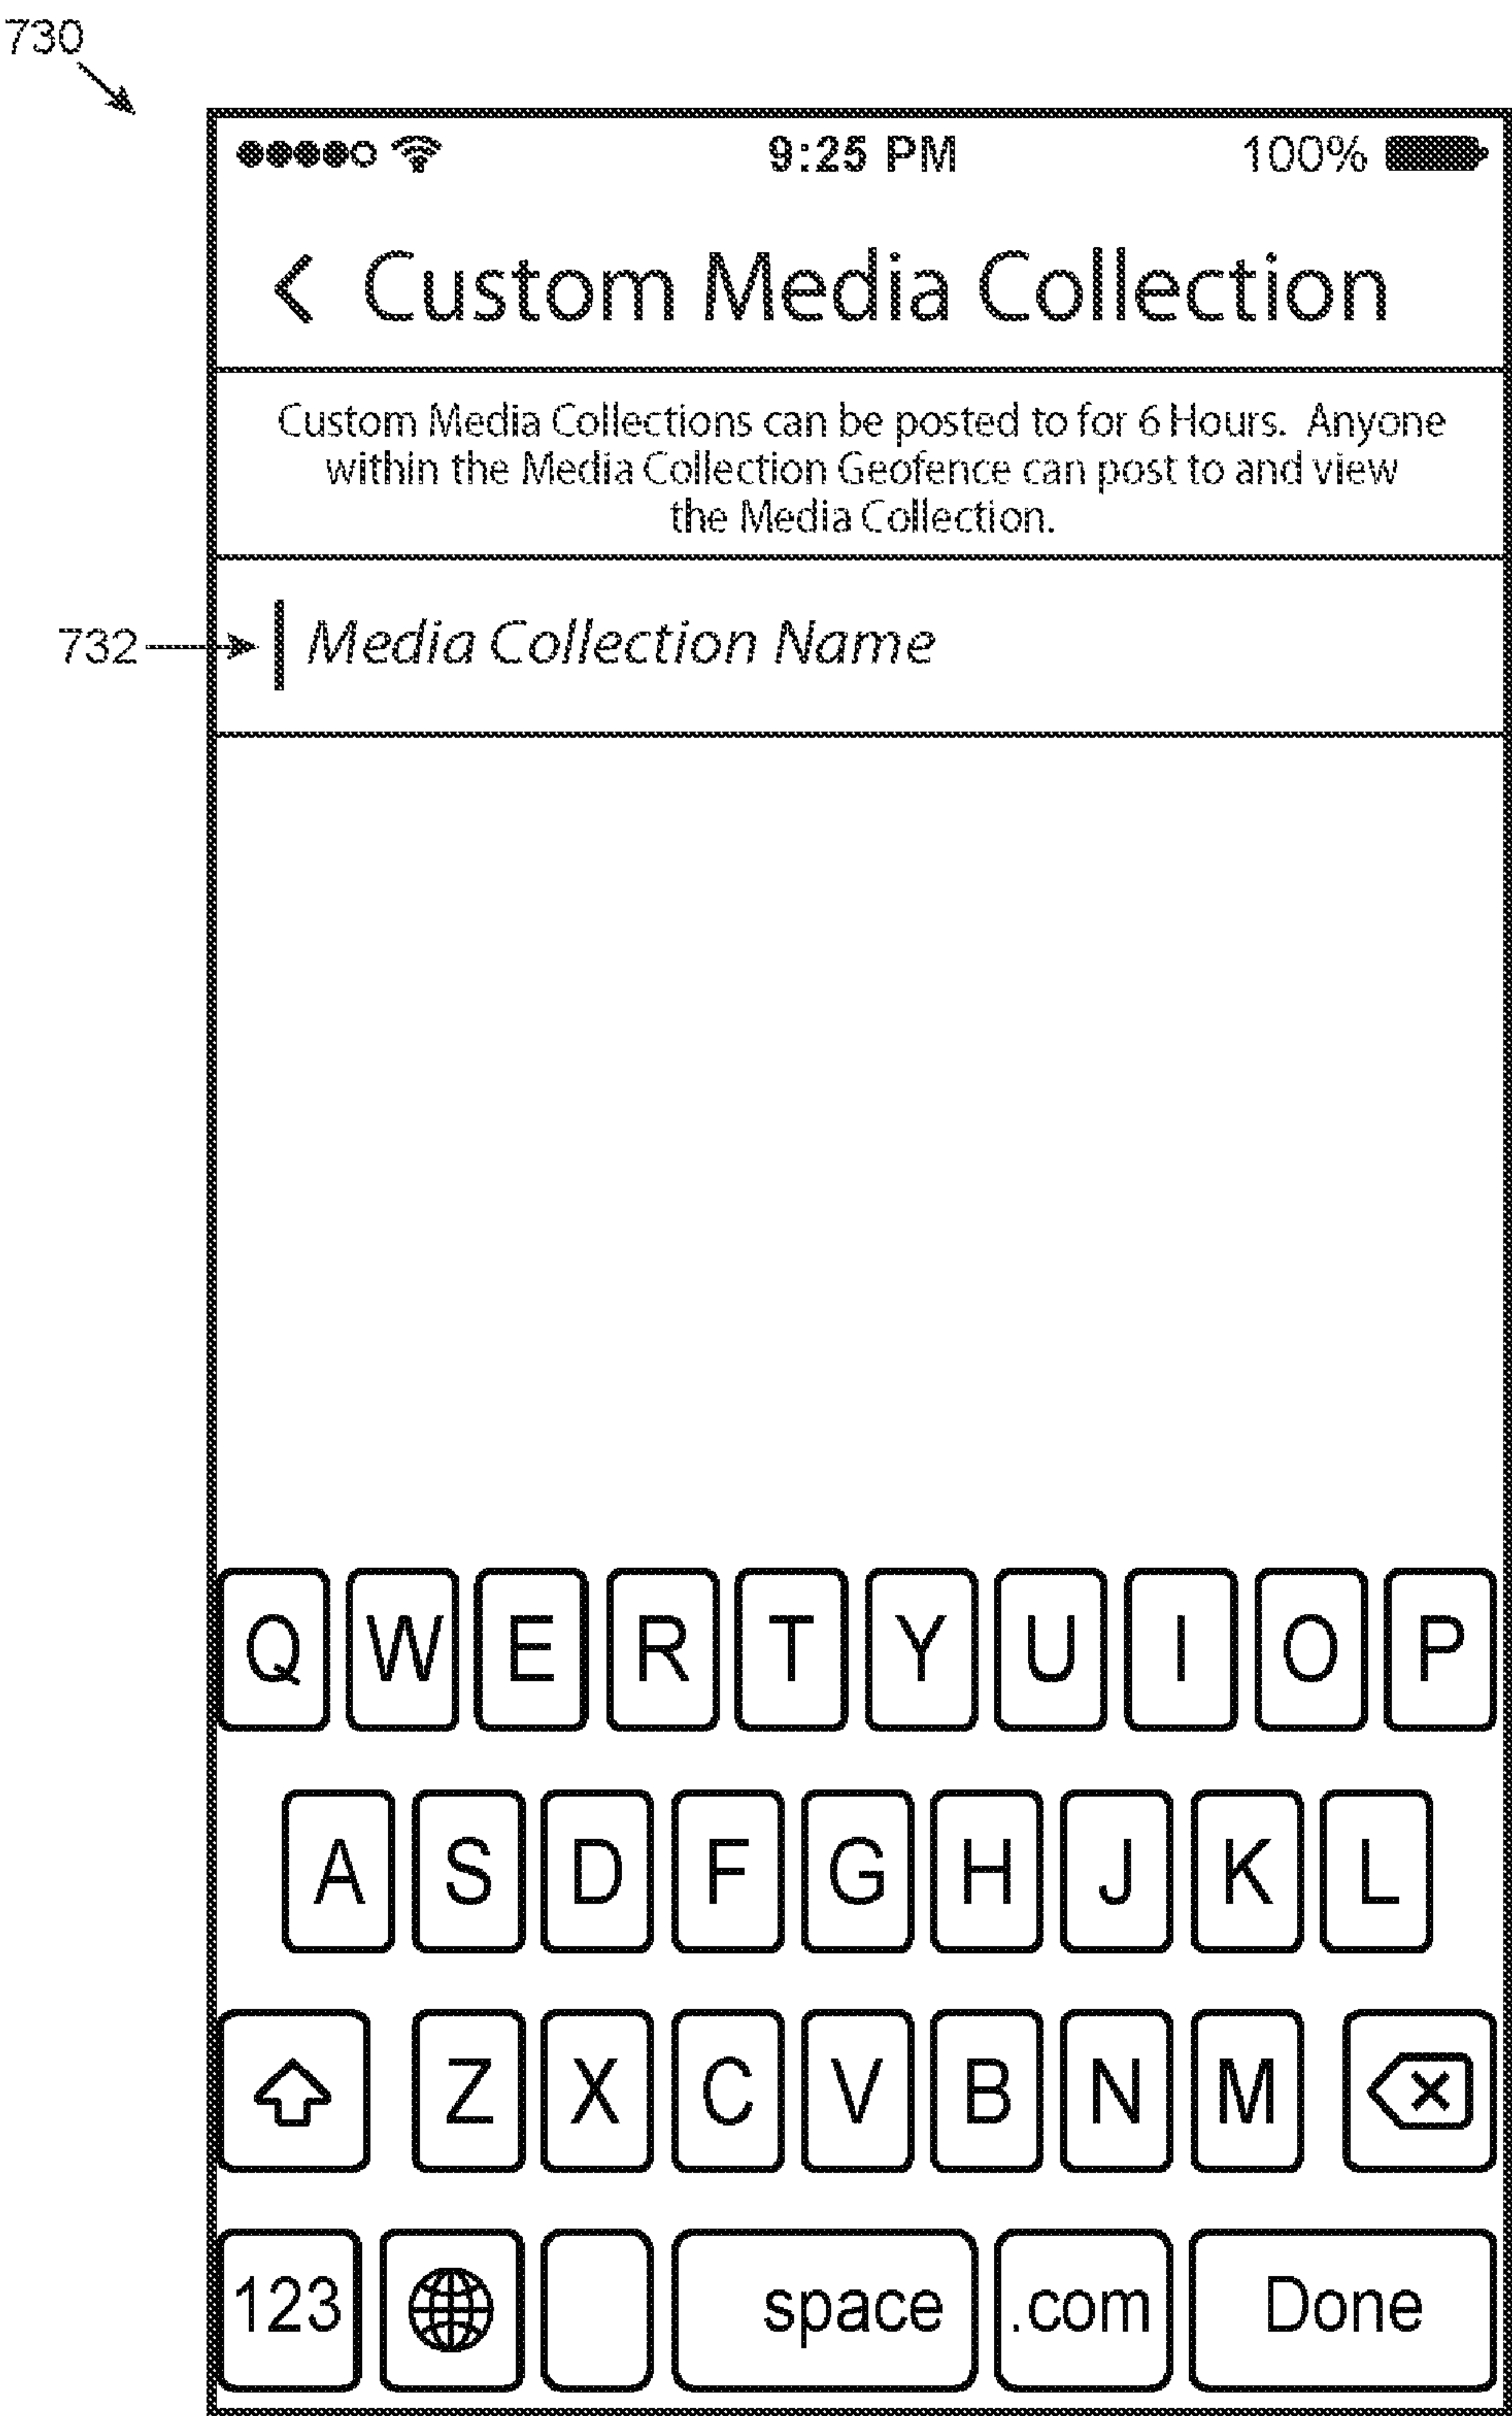 730
9:25 PM 100%
< Custom Media Collection
Custom Media Collections can be posted to for 6 Hours. Anyone
within the Media Collection Geofence can post to and view
the Media Collection.
732
Media Collection Name
Q W E R T Y U I O P
A S D F G H J K L
Z X C V B N M
123 space .com Done